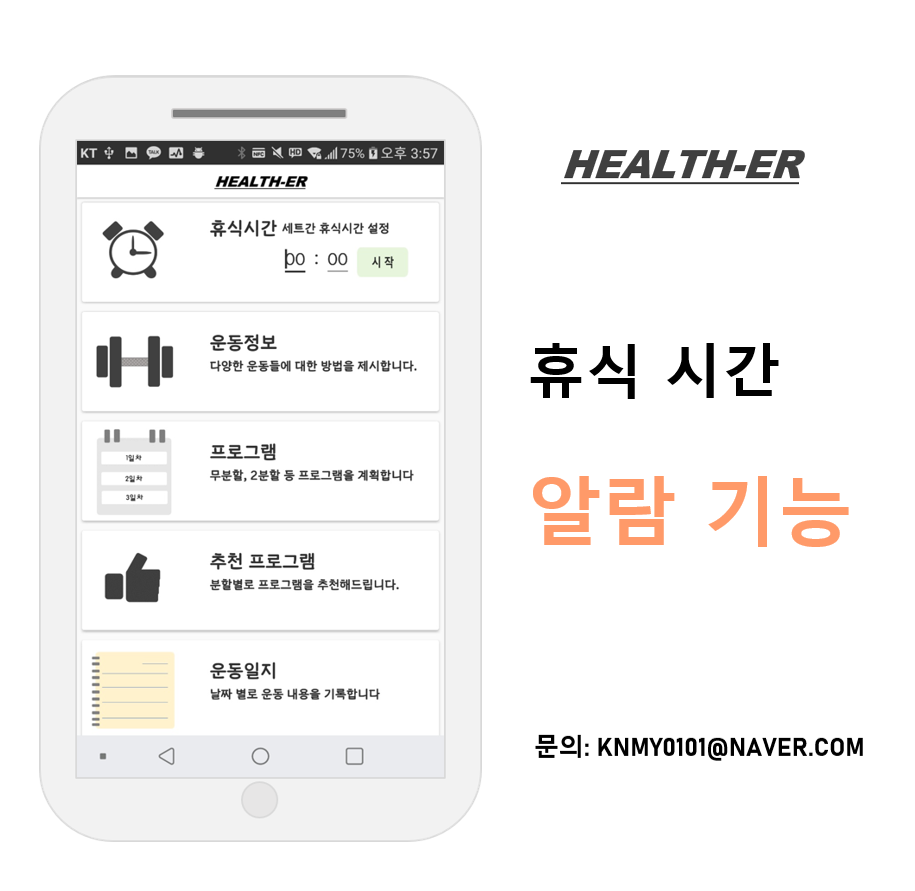 KT 75% 오후 3:57
HEALTH-ER
휴식시간 세트간 휴식시간 설정
00 : 00 시작
운동정보
다양한 운동들에 대한 방법을 제시합니다.
1일차
2일차
3일차
프로그램
무분할, 2분할 등 프로그램을 계획합니다
추천 프로그램
분할별로 프로그램을 추천해드립니다.
운동일지
날짜 별로 운동 내용을 기록합니다
HEALTH-ER
휴식 시간
알람 기능
문의: KNMY0101@NAVER.COM